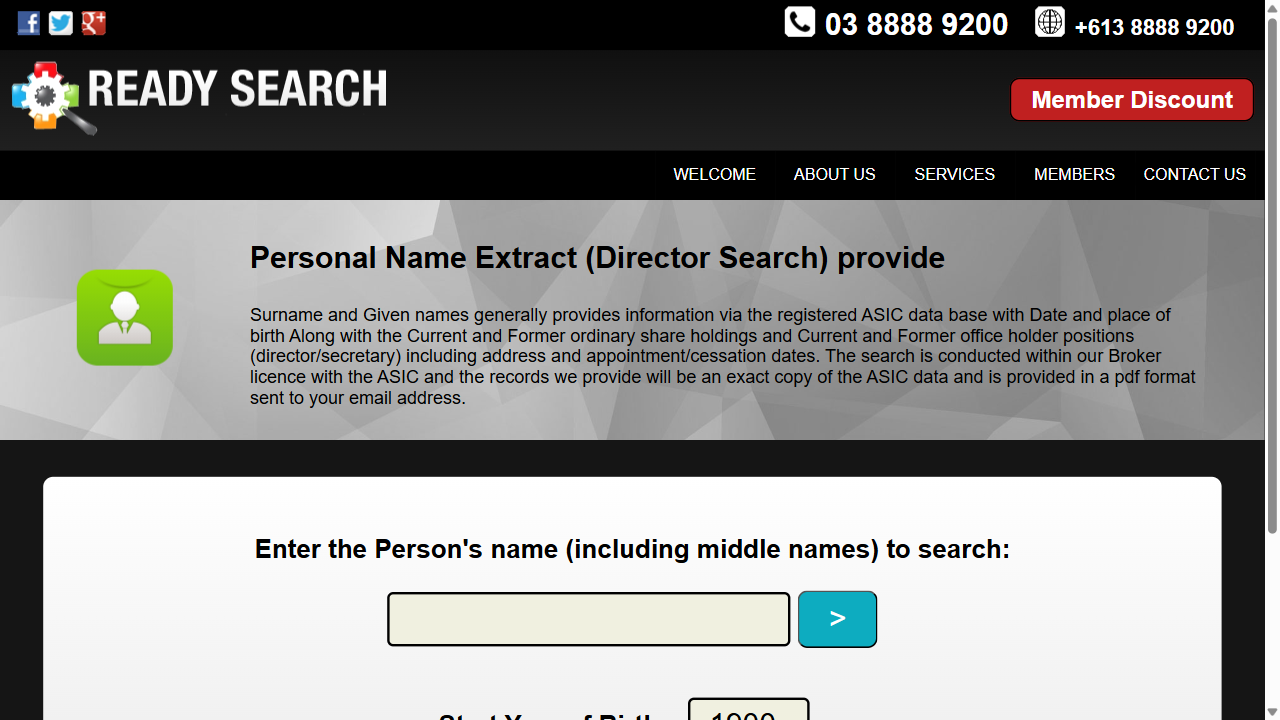 03 8888 9200
+613 8888 9200
READY SEARCH
Member Discount
WELCOME ABOUT US SERVICES MEMBERS CONTACT US
Personal Name Extract (Director Search) provide
Surname and Given names generally provides information via the registered ASIC data base with Date and place of
birth Along with the Current and Former ordinary share holdings and Current and Former office holder positions
(director/secretary) including address and appointment/cessation dates. The search is conducted within our Broker
licence with the ASIC and the records we provide will be an exact copy of the ASIC data and is provided in a pdf format
sent to your email address.
Enter the Person's name (including middle names) to search:
>
Start Year of Birth 1900